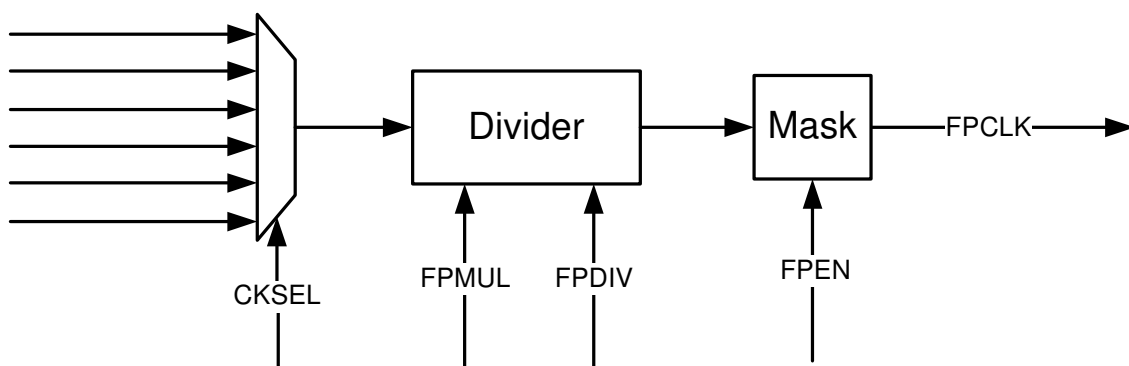 Divider
Mask
FPCLK
CKSEL
FPMUL
FPDIV
FPEN